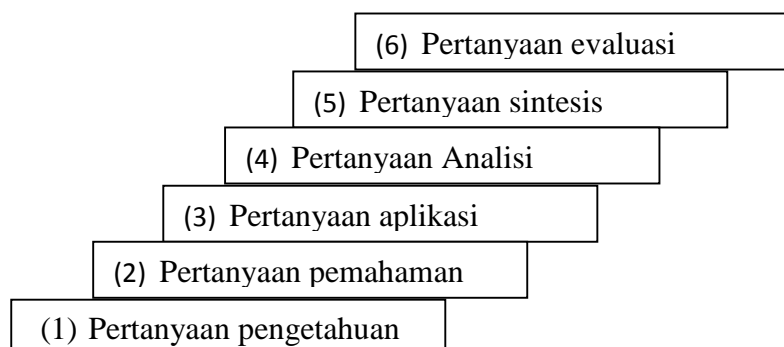 (6) Pertanyaan evaluasi
(5) Pertanyaan sintesis
(4) Pertanyaan Analisi
(3) Pertanyaan aplikasi
(2) Pertanyaan pemahaman
(1) Pertanyaan pengetahuan